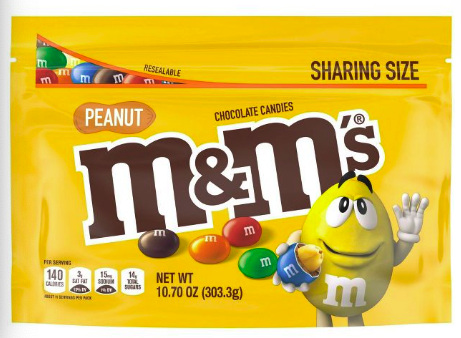 RESEALABLE
SHARING SIZE
PEANUT
CHOCOLATE CANDIES
m&m's®
m
m
m
m
m
m
PER SERVING
140 CALORIES
3g SAT FAT
15mg SODIUM
14g TOTAL SUGARS
NET WT
10.70 OZ (303.3g)